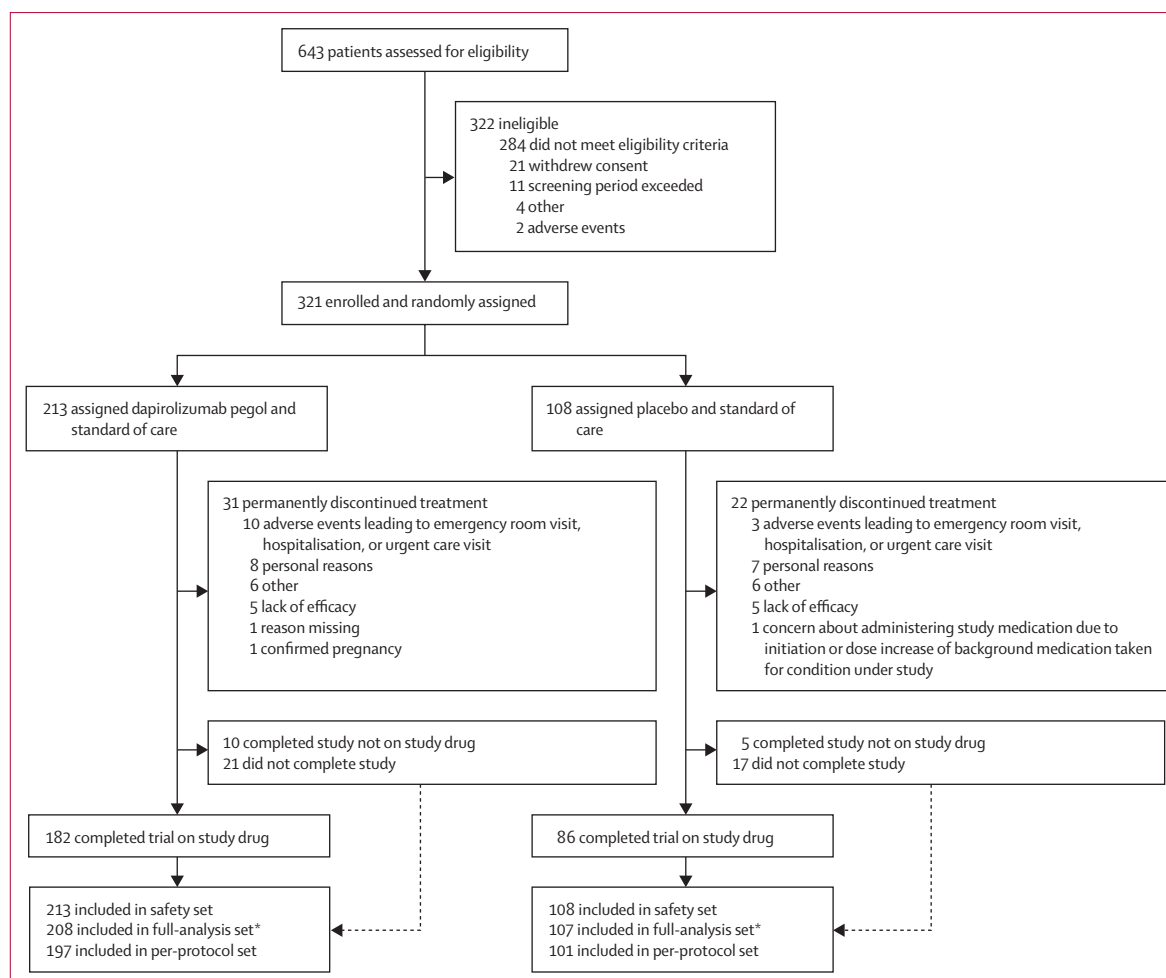 643 patients assessed for eligibility
322 ineligible
284 did not meet eligibility criteria
21 withdrew consent
11 screening period exceeded
4 other
2 adverse events
321 enrolled and randomly assigned
213 assigned dapirolizumab pegol and
standard of care
108 assigned placebo and standard of
care
31 permanently discontinued treatment
10 adverse events leading to emergency room visit,
hospitalisation, or urgent care visit
8 personal reasons
6 other
5 lack of efficacy
1 reason missing
1 confirmed pregnancy
22 permanently discontinued treatment
3 adverse events leading to emergency room visit,
hospitalisation, or urgent care visit
7 personal reasons
6 other
5 lack of efficacy
1 concern about administering study medication due to
initiation or dose increase of background medication taken
for condition under study
10 completed study not on study drug
21 did not complete study
5 completed study not on study drug
17 did not complete study
182 completed trial on study drug
86 completed trial on study drug
213 included in safety set
208 included in full-analysis set*
197 included in per-protocol set
108 included in safety set
107 included in full-analysis set*
101 included in per-protocol set